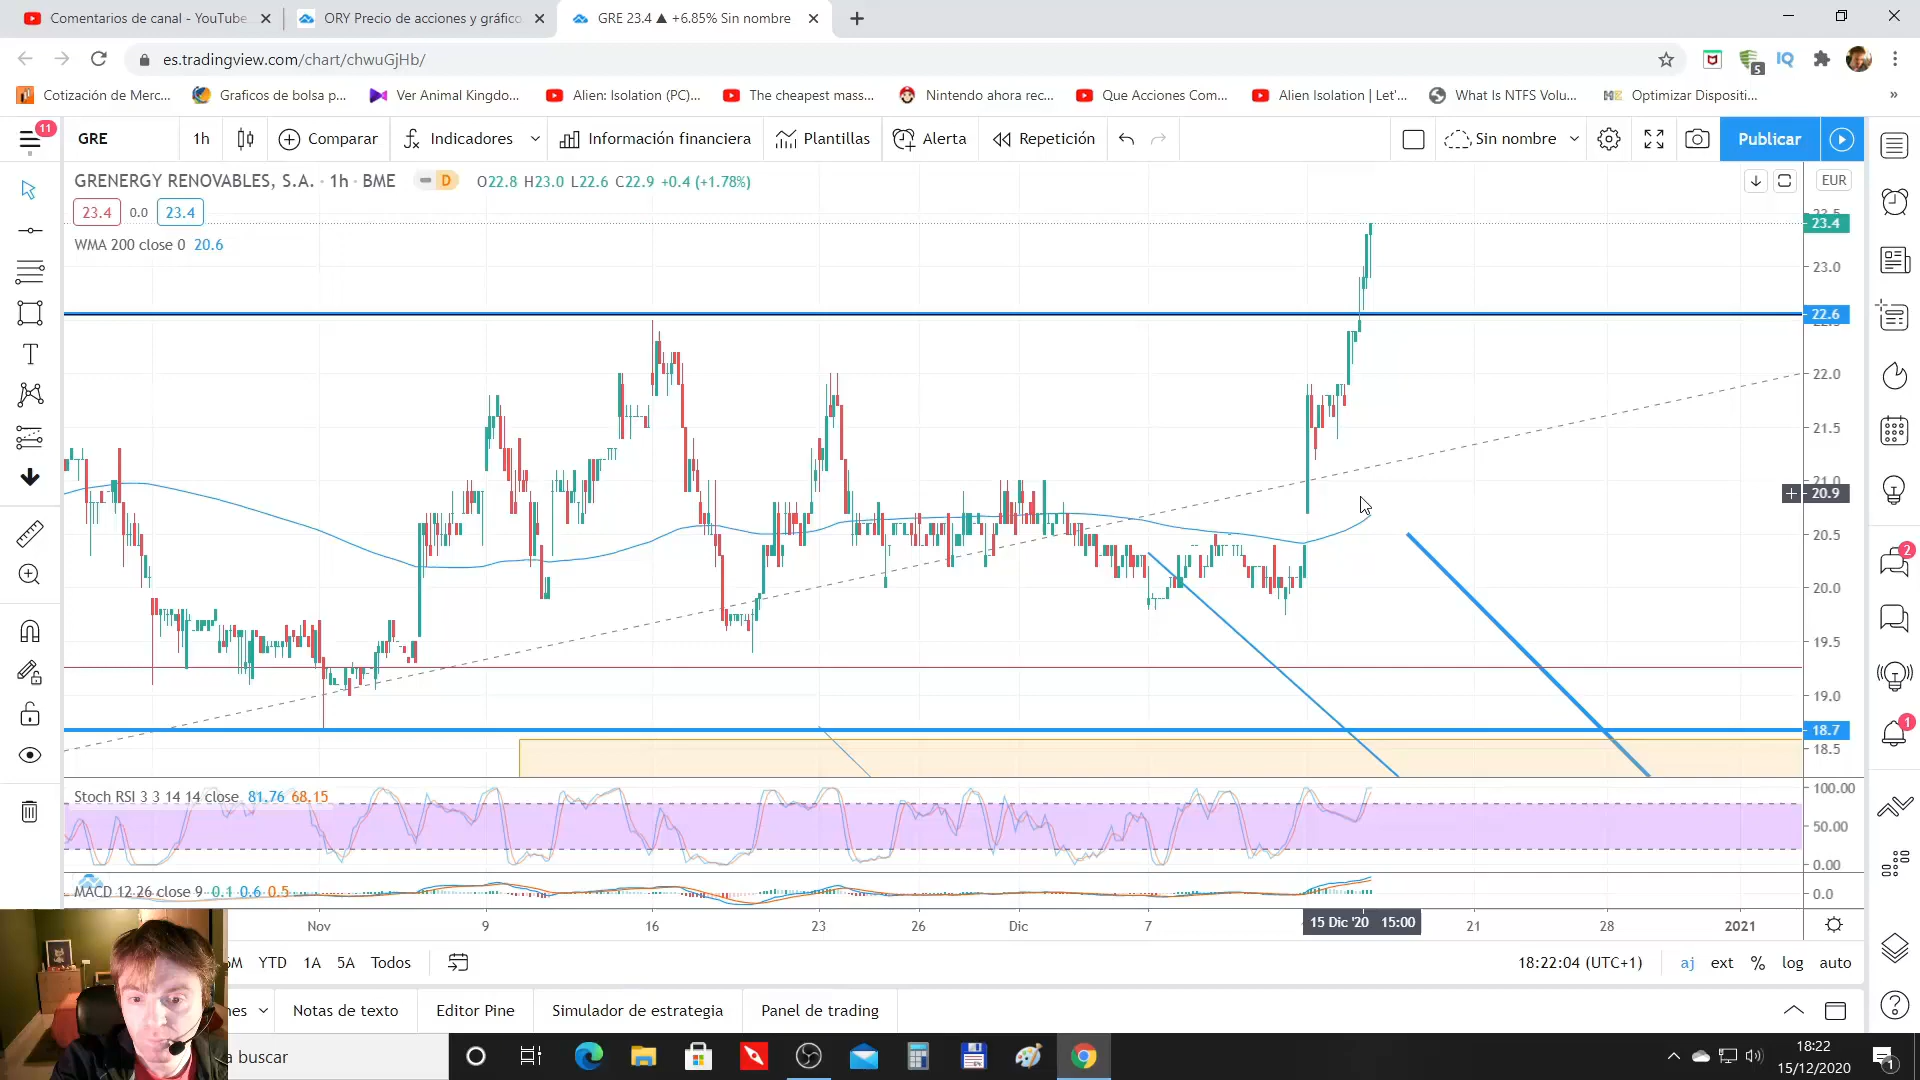 Comentarios de canal - YouTube
ORY Precio de acciones y gráfico
GRE 23.4 ▲ +6.85% Sin nombre
es.tradingview.com/chart/chwuGjHb/
5
IQ
Cotización de Merc...
Graficos de bolsa p...
Ver Animal Kingdo...
Alien: Isolation (PC)...
The cheapest mass...
Nintendo ahora rec...
Que Acciones Com...
Alien Isolation | Let'...
What Is NTFS Volu...
Optimizar Dispositi...
»
11
GRE
1h
Comparar
Indicadores
Información financiera
Plantillas
Alerta
Repetición
Sin nombre
Publicar
GRENERGY RENOVABLES, S.A. · 1h · BME
D
O22.8 H23.0 L22.6 C22.9 +0.4 (+1.78%)
EUR
23.4 0.0 23.4
WMA 200 close 0 20.6
23.4
23.0
22.6
22.0
21.5
21.0
20.9
20.5
20.0
19.5
19.0
18.7
18.5
Stoch RSI 3 3 14 14 close 81.76 68.15
100.00
50.00
0.00
MACD 12 26 close 9 0.1 0.6 0.5
0.0
Nov
9
16
23
26
Dic
7
15 Dic '20 15:00
21
28
2021
YTD
1A
5A
Todos
18:22:04 (UTC+1)
aj
ext
%
log
auto
nes
Notas de texto
Editor Pine
Simulador de estrategia
Panel de trading
2
1
a buscar
18:22
15/12/2020
1